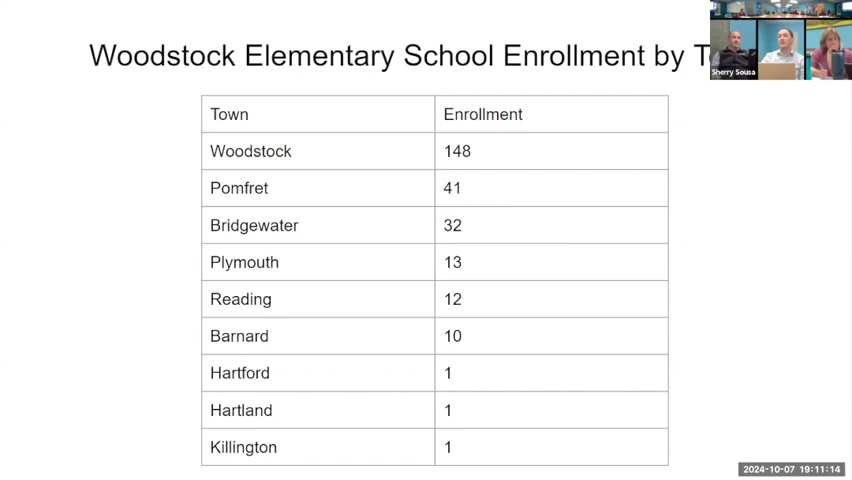 Woodstock Elementary School Enrollment by
Sherry Sousa
Town Enrollment
Woodstock 148
Pomfret 41
Bridgewater 32
Plymouth 13
Reading 12
Barnard 10
Hartford 1
Hartland 1
Killington 1
2024-10-07 19:11:14